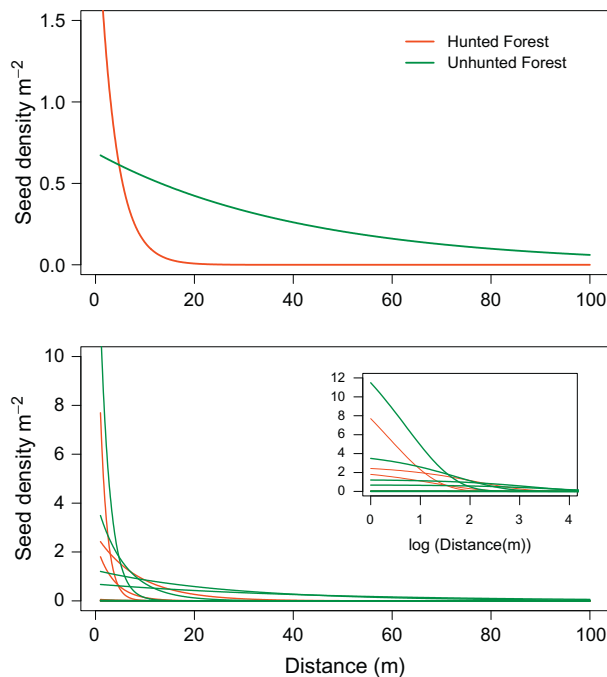 Seed density m⁻²
1.5
1.0
0.5
0.0
Hunted Forest
Unhunted Forest
0 20 40 60 80 100
Seed density m⁻²
10
8
6
4
2
0
12
10
8
6
4
2
0
0 1 2 3 4
log (Distance(m))
0 20 40 60 80 100
Distance (m)